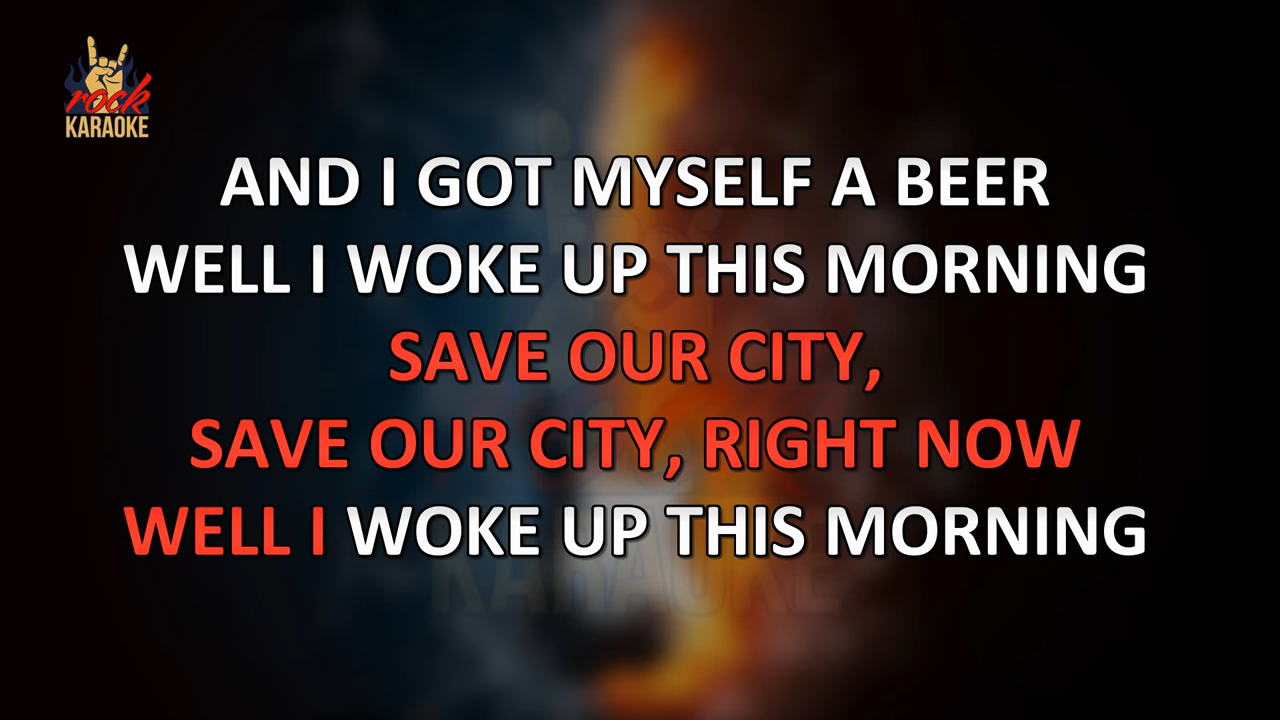 rock
KARAOKE
AND I GOT MYSELF A BEER
WELL I WOKE UP THIS MORNING
SAVE OUR CITY,
SAVE OUR CITY, RIGHT NOW
WELL I WOKE UP THIS MORNING
KARAOKE